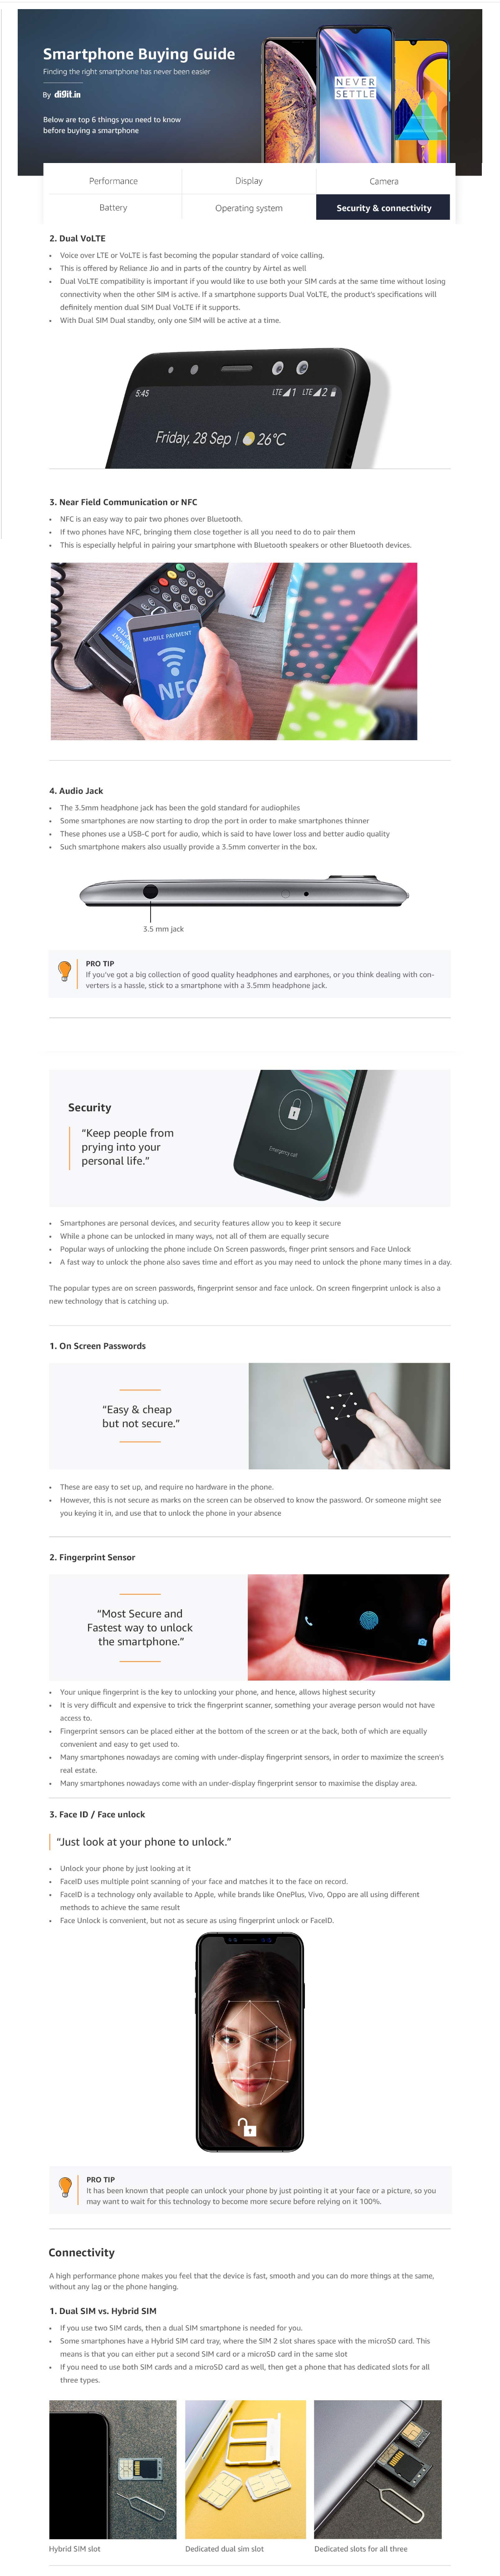 Smartphone Buying Guide
Finding the right smartphone has never been easier
By digit.in
Below are top 6 things you need to know
before buying a smartphone
NEVER
SETTLE
Performance
Display
Camera
Battery
Operating system
Security & connectivity
2. Dual VoLTE
• Voice over LTE or VoLTE is fast becoming the popular standard of voice calling.
• This is offered by Reliance Jio and in parts of the country by Airtel as well
• Dual VoLTE compatibility is important if you would like to use both your SIM cards at the same time without losing
connectivity when the other SIM is active. If a smartphone supports Dual VoLTE, the product's specifications will
definitely mention dual SIM Dual VoLTE if it supports.
• With Dual SIM Dual standby, only one SIM will be active at a time.
5:45
LTE 1 LTE 2
Friday, 28 Sep | 26°C
3. Near Field Communication or NFC
• NFC is an easy way to pair two phones over Bluetooth.
• If two phones have NFC, bringing them close together is all you need to do to pair them
• This is especially helpful in pairing your smartphone with Bluetooth speakers or other Bluetooth devices.
MOBILE PAYMENT
NFC
4. Audio Jack
• The 3.5mm headphone jack has been the gold standard for audiophiles
• Some smartphones are now starting to drop the port in order to make smartphones thinner
• These phones use a USB-C port for audio, which is said to have lower loss and better audio quality
• Such smartphone makers also usually provide a 3.5mm converter in the box.
3.5 mm jack
PRO TIP
If you've got a big collection of good quality headphones and earphones, or you think dealing with con-
verters is a hassle, stick to a smartphone with a 3.5mm headphone jack.
Security
“Keep people from
prying into your
personal life.”
Emergency call
• Smartphones are personal devices, and security features allow you to keep it secure
• While a phone can be unlocked in many ways, not all of them are equally secure
• Popular ways of unlocking the phone include On Screen passwords, finger print sensors and Face Unlock
• A fast way to unlock the phone also saves time and effort as you may need to unlock the phone many times in a day.
The popular types are on screen passwords, fingerprint sensor and face unlock. On screen fingerprint unlock is also a
new technology that is catching up.
1. On Screen Passwords
“Easy & cheap
but not secure.”
• These are easy to set up, and require no hardware in the phone.
• However, this is not secure as marks on the screen can be observed to know the password. Or someone might see
you keying it in, and use that to unlock the phone in your absence
2. Fingerprint Sensor
“Most Secure and
Fastest way to unlock
the smartphone.”
• Your unique fingerprint is the key to unlocking your phone, and hence, allows highest security
• It is very difficult and expensive to trick the fingerprint scanner, something your average person would not have
access to.
• Fingerprint sensors can be placed either at the bottom of the screen or at the back, both of which are equally
convenient and easy to get used to.
• Many smartphones nowadays are coming with under-display fingerprint sensors, in order to maximize the screen's
real estate.
• Many smartphones nowadays come with an under-display fingerprint sensor to maximise the display area.
3. Face ID / Face unlock
“Just look at your phone to unlock.”
• Unlock your phone by just looking at it
• FaceID uses multiple point scanning of your face and matches it to the face on record.
• FaceID is a technology only available to Apple, while brands like OnePlus, Vivo, Oppo are all using different
methods to achieve the same result
• Face Unlock is convenient, but not as secure as using fingerprint unlock or FaceID.
PRO TIP
It has been known that people can unlock your phone by just pointing it at your face or a picture, so you
may want to wait for this technology to become more secure before relying on it 100%.
Connectivity
A high performance phone makes you feel that the device is fast, smooth and you can do more things at the same,
without any lag or the phone hanging.
1. Dual SIM vs. Hybrid SIM
• If you use two SIM cards, then a dual SIM smartphone is needed for you.
• Some smartphones have a Hybrid SIM card tray, where the SIM 2 slot shares space with the microSD card. This
means is that you can either put a second SIM card or a microSD card in the same slot
• If you need to use both SIM cards and a microSD card as well, then get a phone that has dedicated slots for all
three types.
Hybrid SIM slot
Dedicated dual sim slot
Dedicated slots for all three